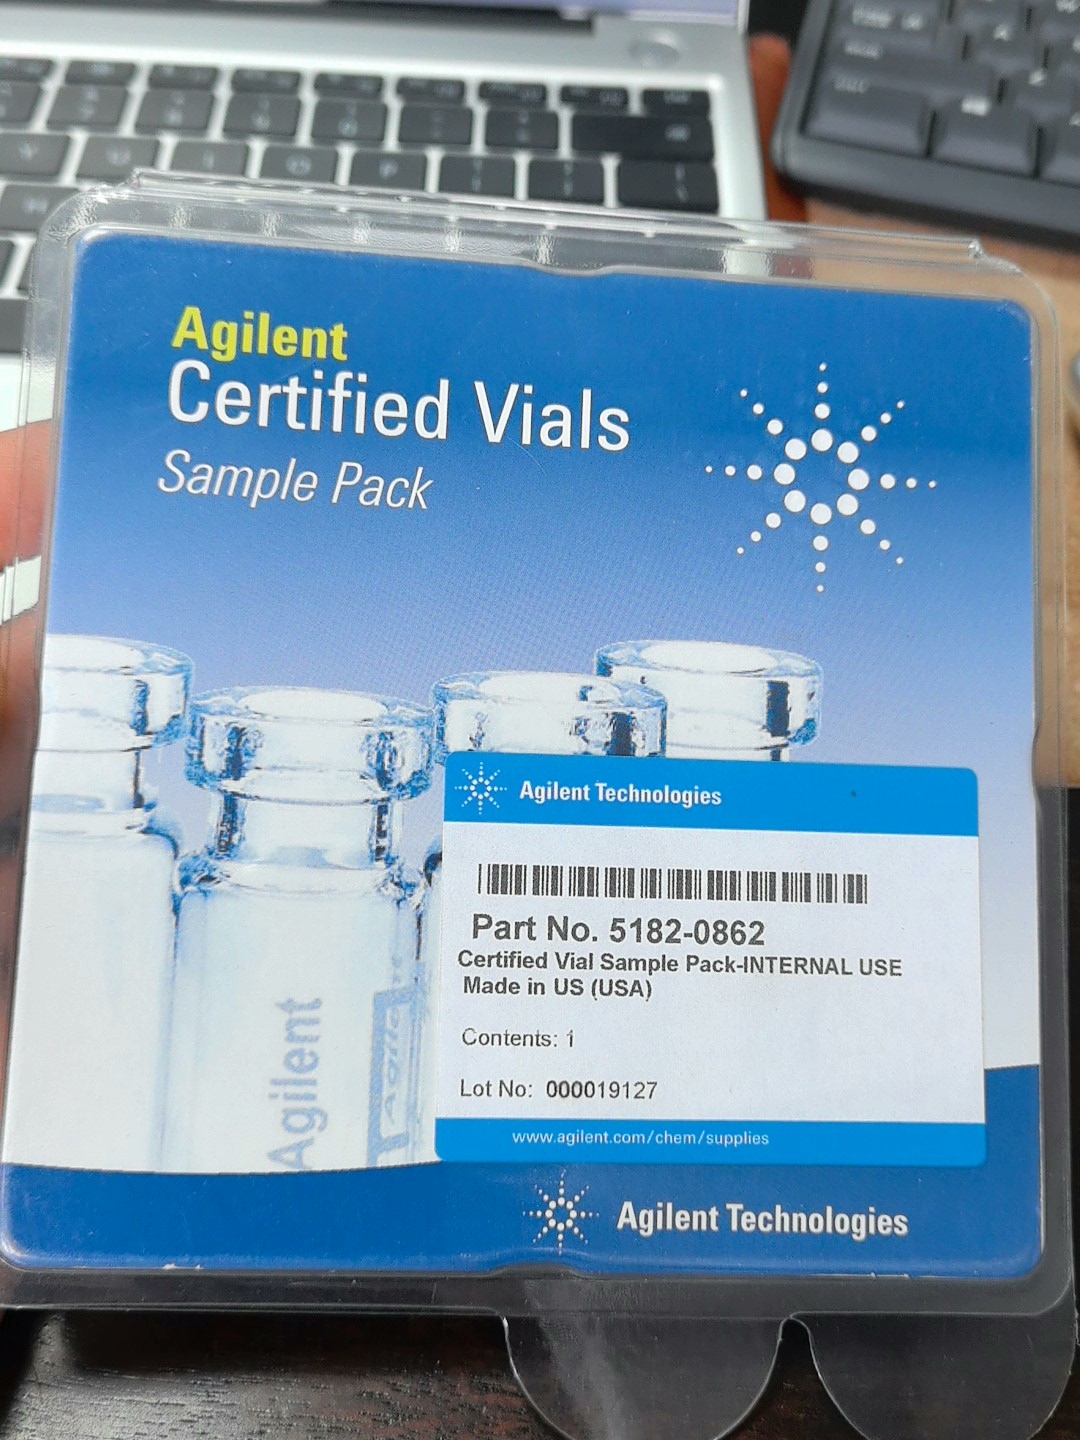 Agilent
Certified Vials
Sample Pack
Agilent
Agilent
Agilent Technologies
Part No. 5182-0862
Certified Vial Sample Pack-INTERNAL USE
Made in US (USA)
Contents: 1
Lot No: 000019127
www.agilent.com/chem/supplies
Agilent Technologies